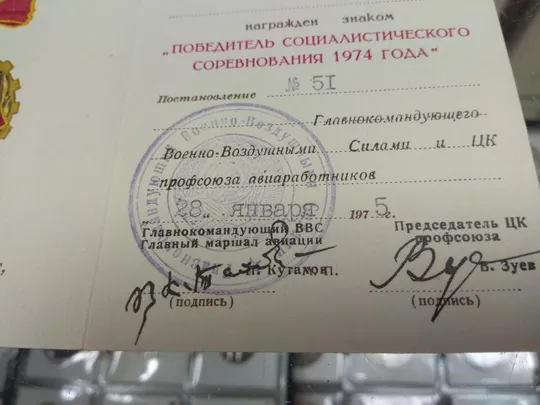 награжден знаком
„ПОБЕДИТЕЛЬ СОЦИАЛИСТИЧЕСКОГО
СОРЕВНОВАНИЯ 1974 ГОДА"
Постановление № 51
Главнокомандующего
Военно-Воздушными Силами и ЦК
профсоюза авиаработников
„28„ января 1975г.
Главнокомандующий ВВС
Главный маршал авиации
П. Кутахов
М. П.
(подпись)
Председатель ЦК
профсоюза
В. Зуев
(подпись)